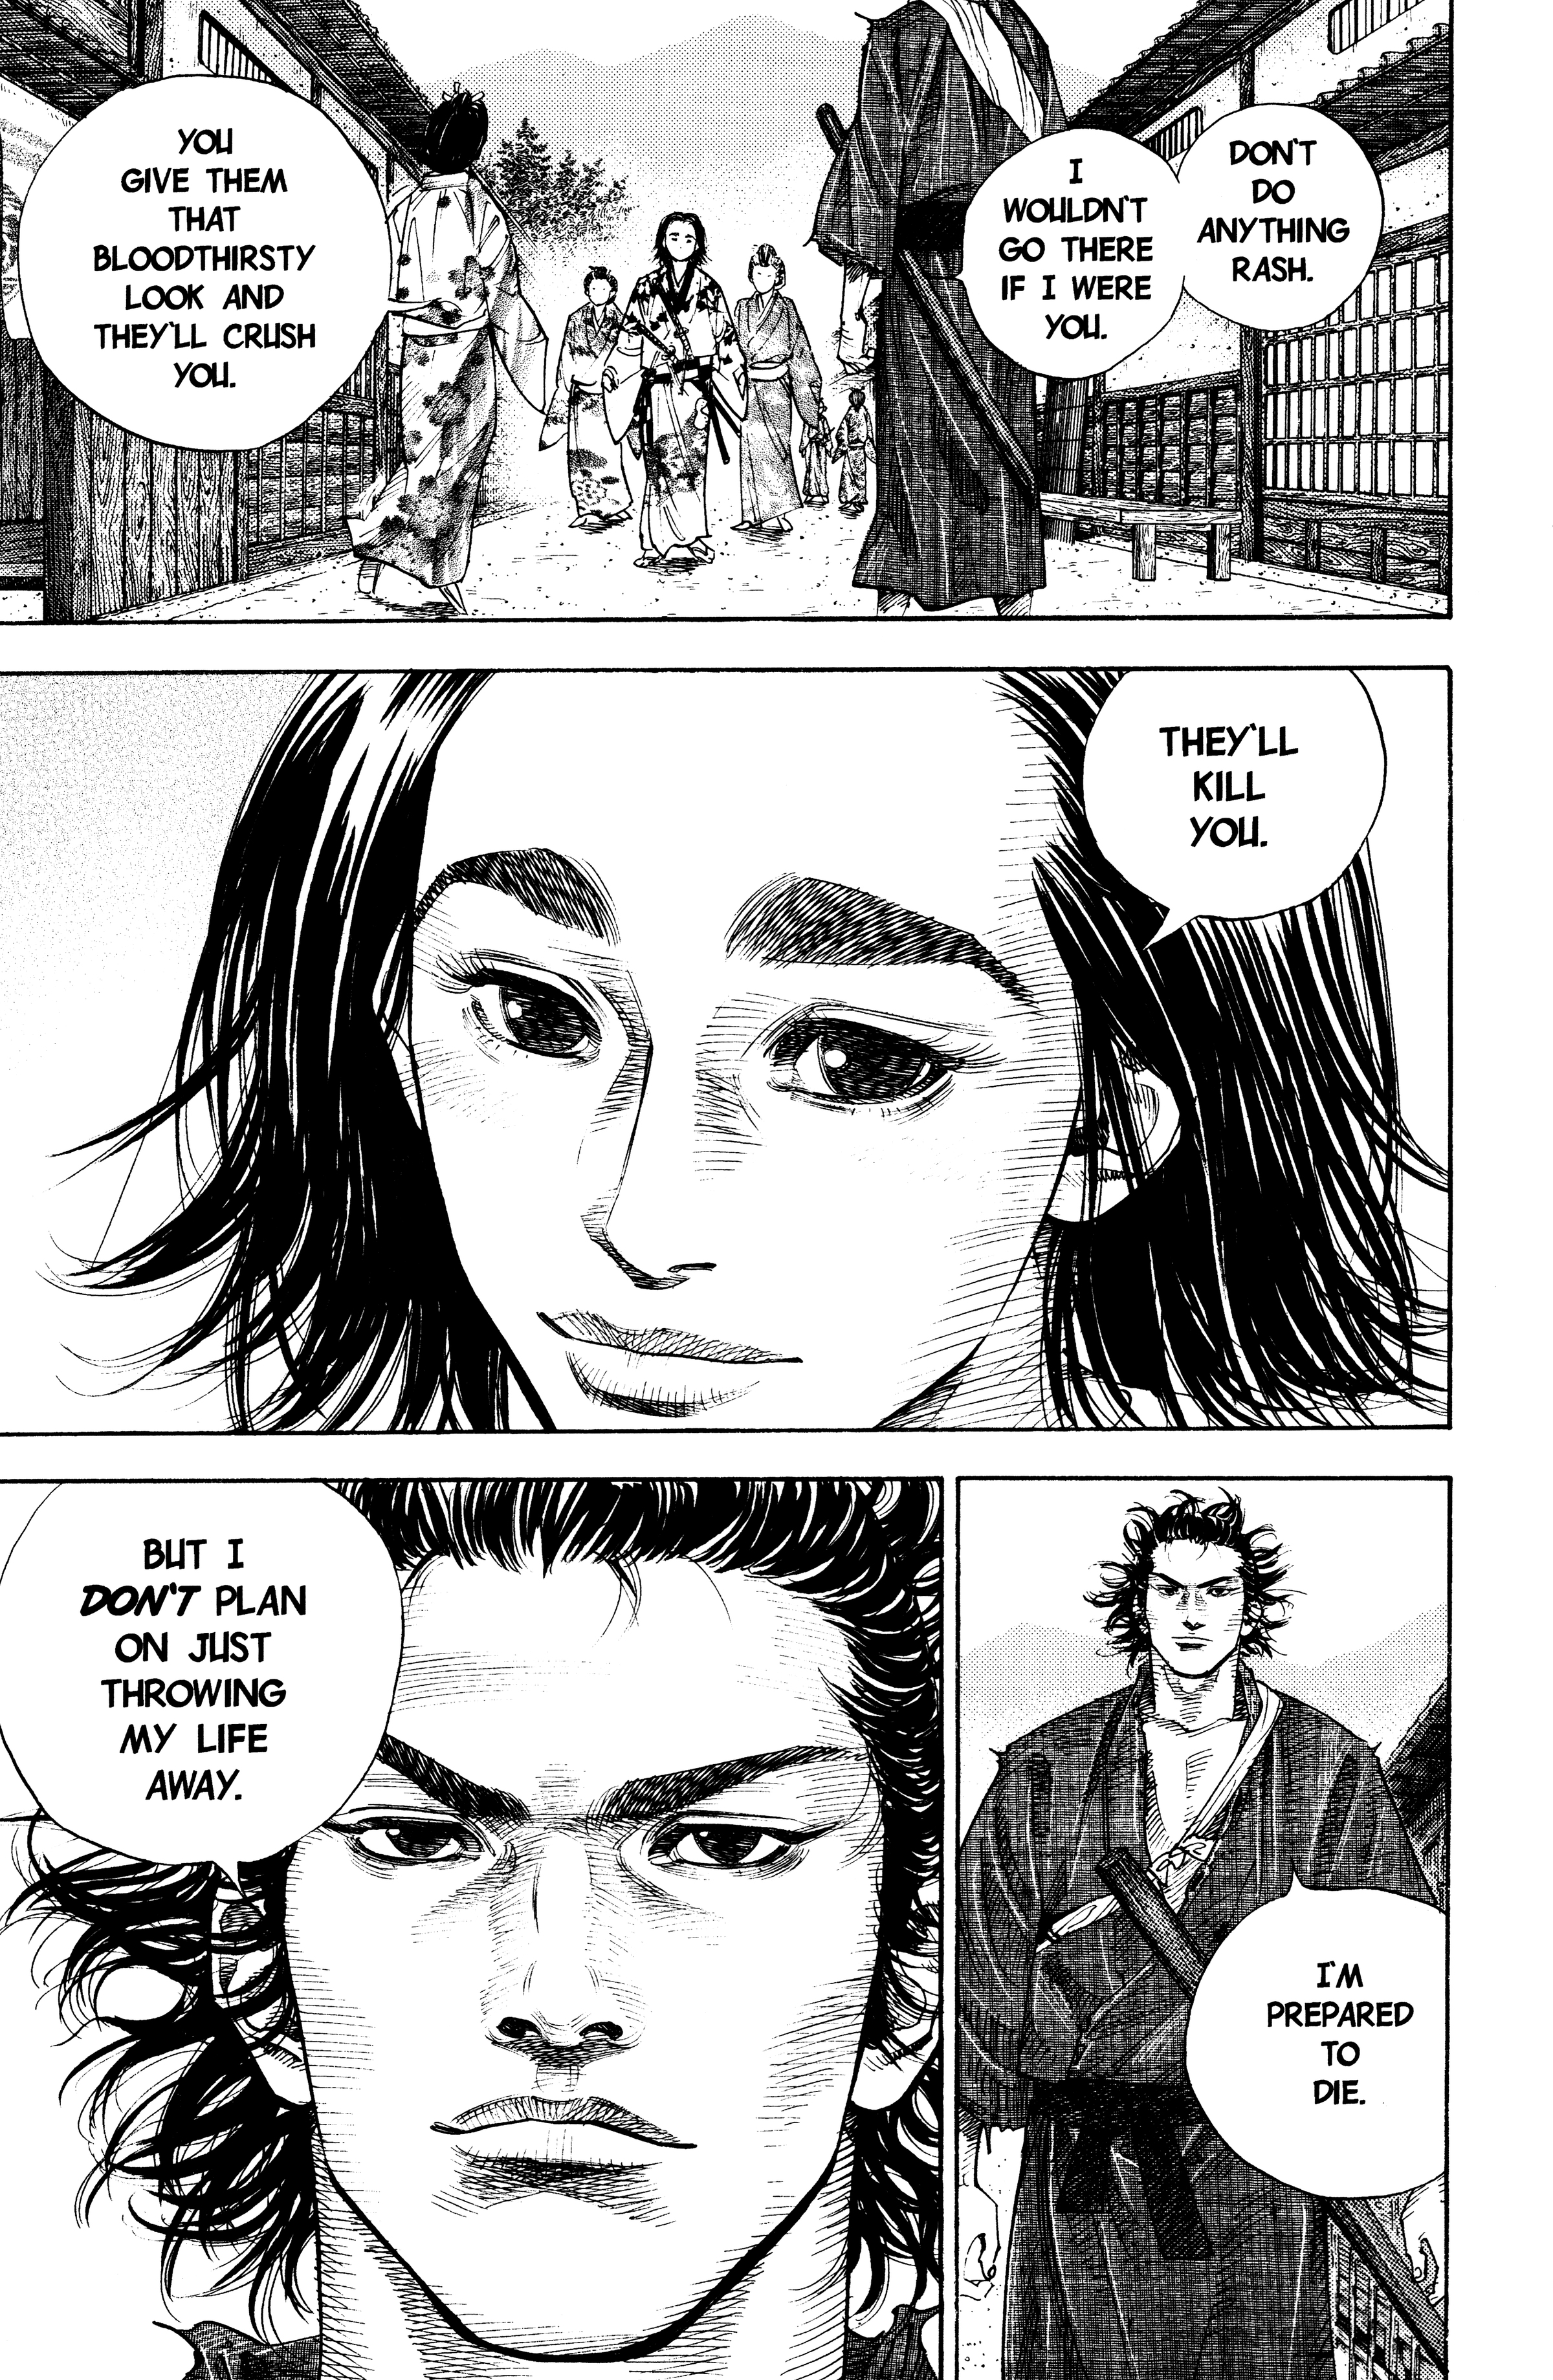 DON'T
DO
ANYTHING
RASH.
I
WOULDN'T
GO THERE
IF I WERE
YOU.
YOU
GIVE THEM
THAT
BLOODTHIRSTY
LOOK AND
THEY'LL CRUSH
YOU.
THEY'LL
KILL
YOU.
I'M
PREPARED
TO
DIE.
BUT I
DON'T PLAN
ON JUST
THROWING
MY LIFE
AWAY.